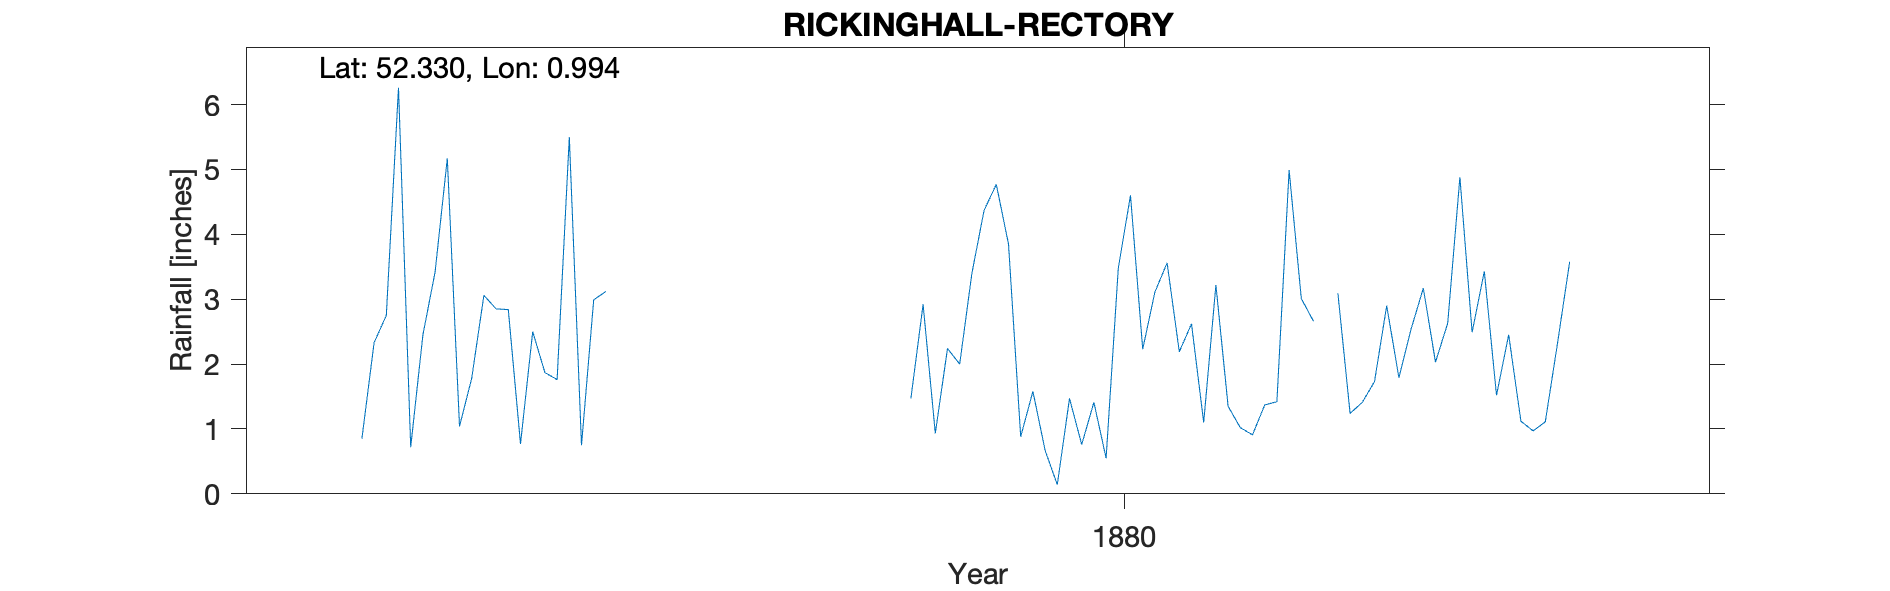 RICKINGHALL-RECTORY
Lat: 52.330, Lon: 0.994
6
5
4
3
2
1
0
Rainfall [inches]
1880
Year